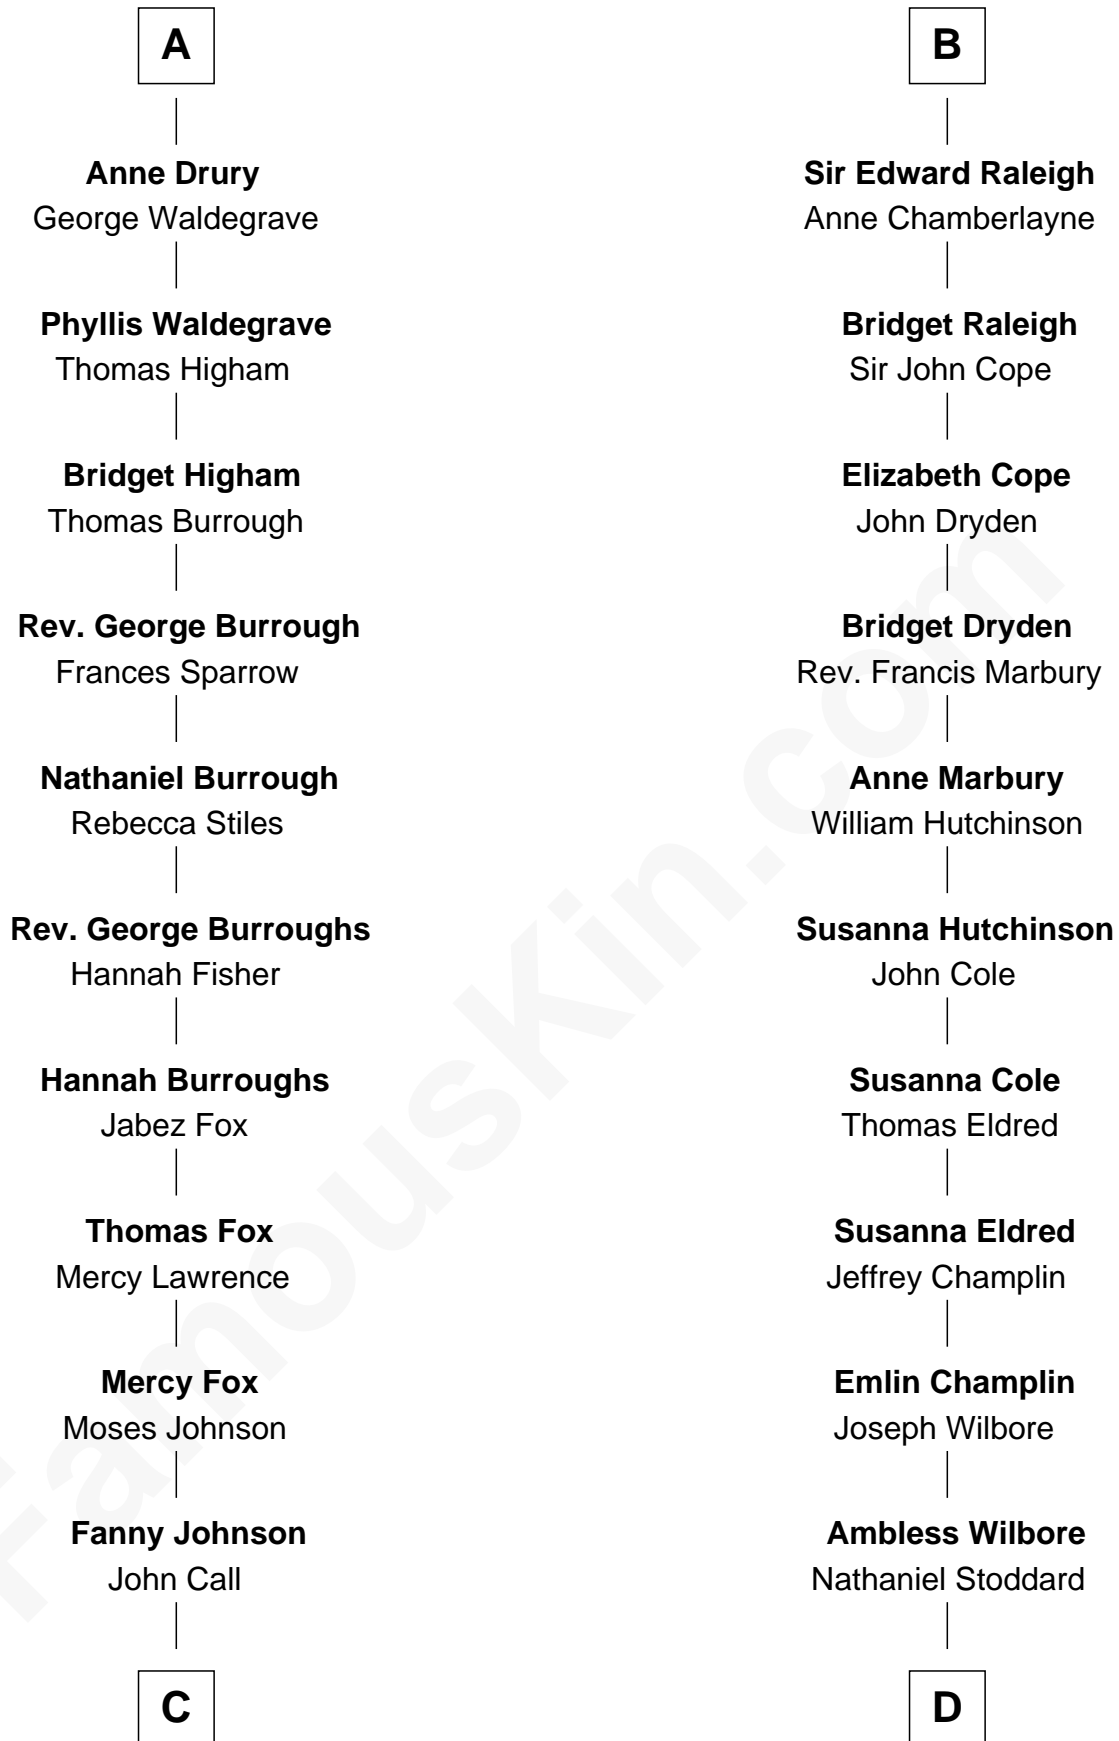 A
Anne Drury
George Waldegrave
Phyllis Waldegrave
Thomas Higham
Bridget Higham
Thomas Burrough
Rev. George Burrough
Frances Sparrow
Nathaniel Burrough
Rebecca Stiles
Rev. George Burroughs
Hannah Fisher
Hannah Burroughs
Jabez Fox
Thomas Fox
Mercy Lawrence
Mercy Fox
Moses Johnson
Fanny Johnson
John Call
C
B
Sir Edward Raleigh
Anne Chamberlayne
Bridget Raleigh
Sir John Cope
Elizabeth Cope
John Dryden
Bridget Dryden
Rev. Francis Marbury
Anne Marbury
William Hutchinson
Susanna Hutchinson
John Cole
Susanna Cole
Thomas Eldred
Susanna Eldred
Jeffrey Champlin
Emlin Champlin
Joseph Wilbore
Ambless Wilbore
Nathaniel Stoddard
D
FamousKin.com